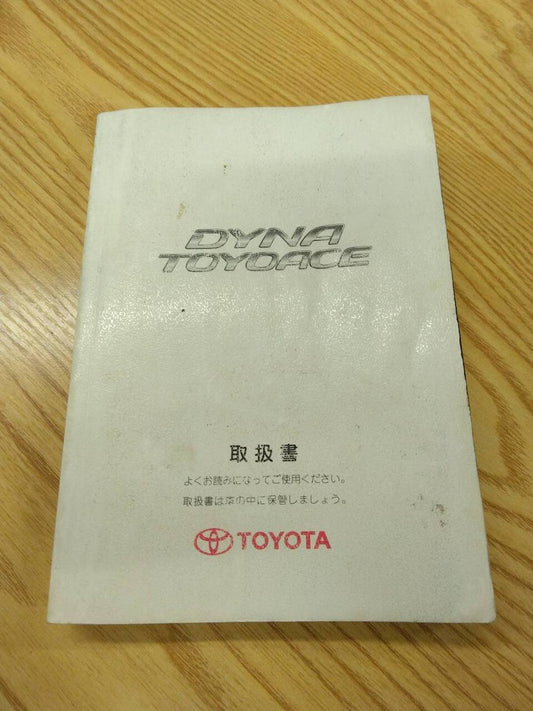 DYNA
TOYOACE
取扱書
よくお読みになってご使用ください。
取扱書は車の中に保管しましょう。
TOYOTA